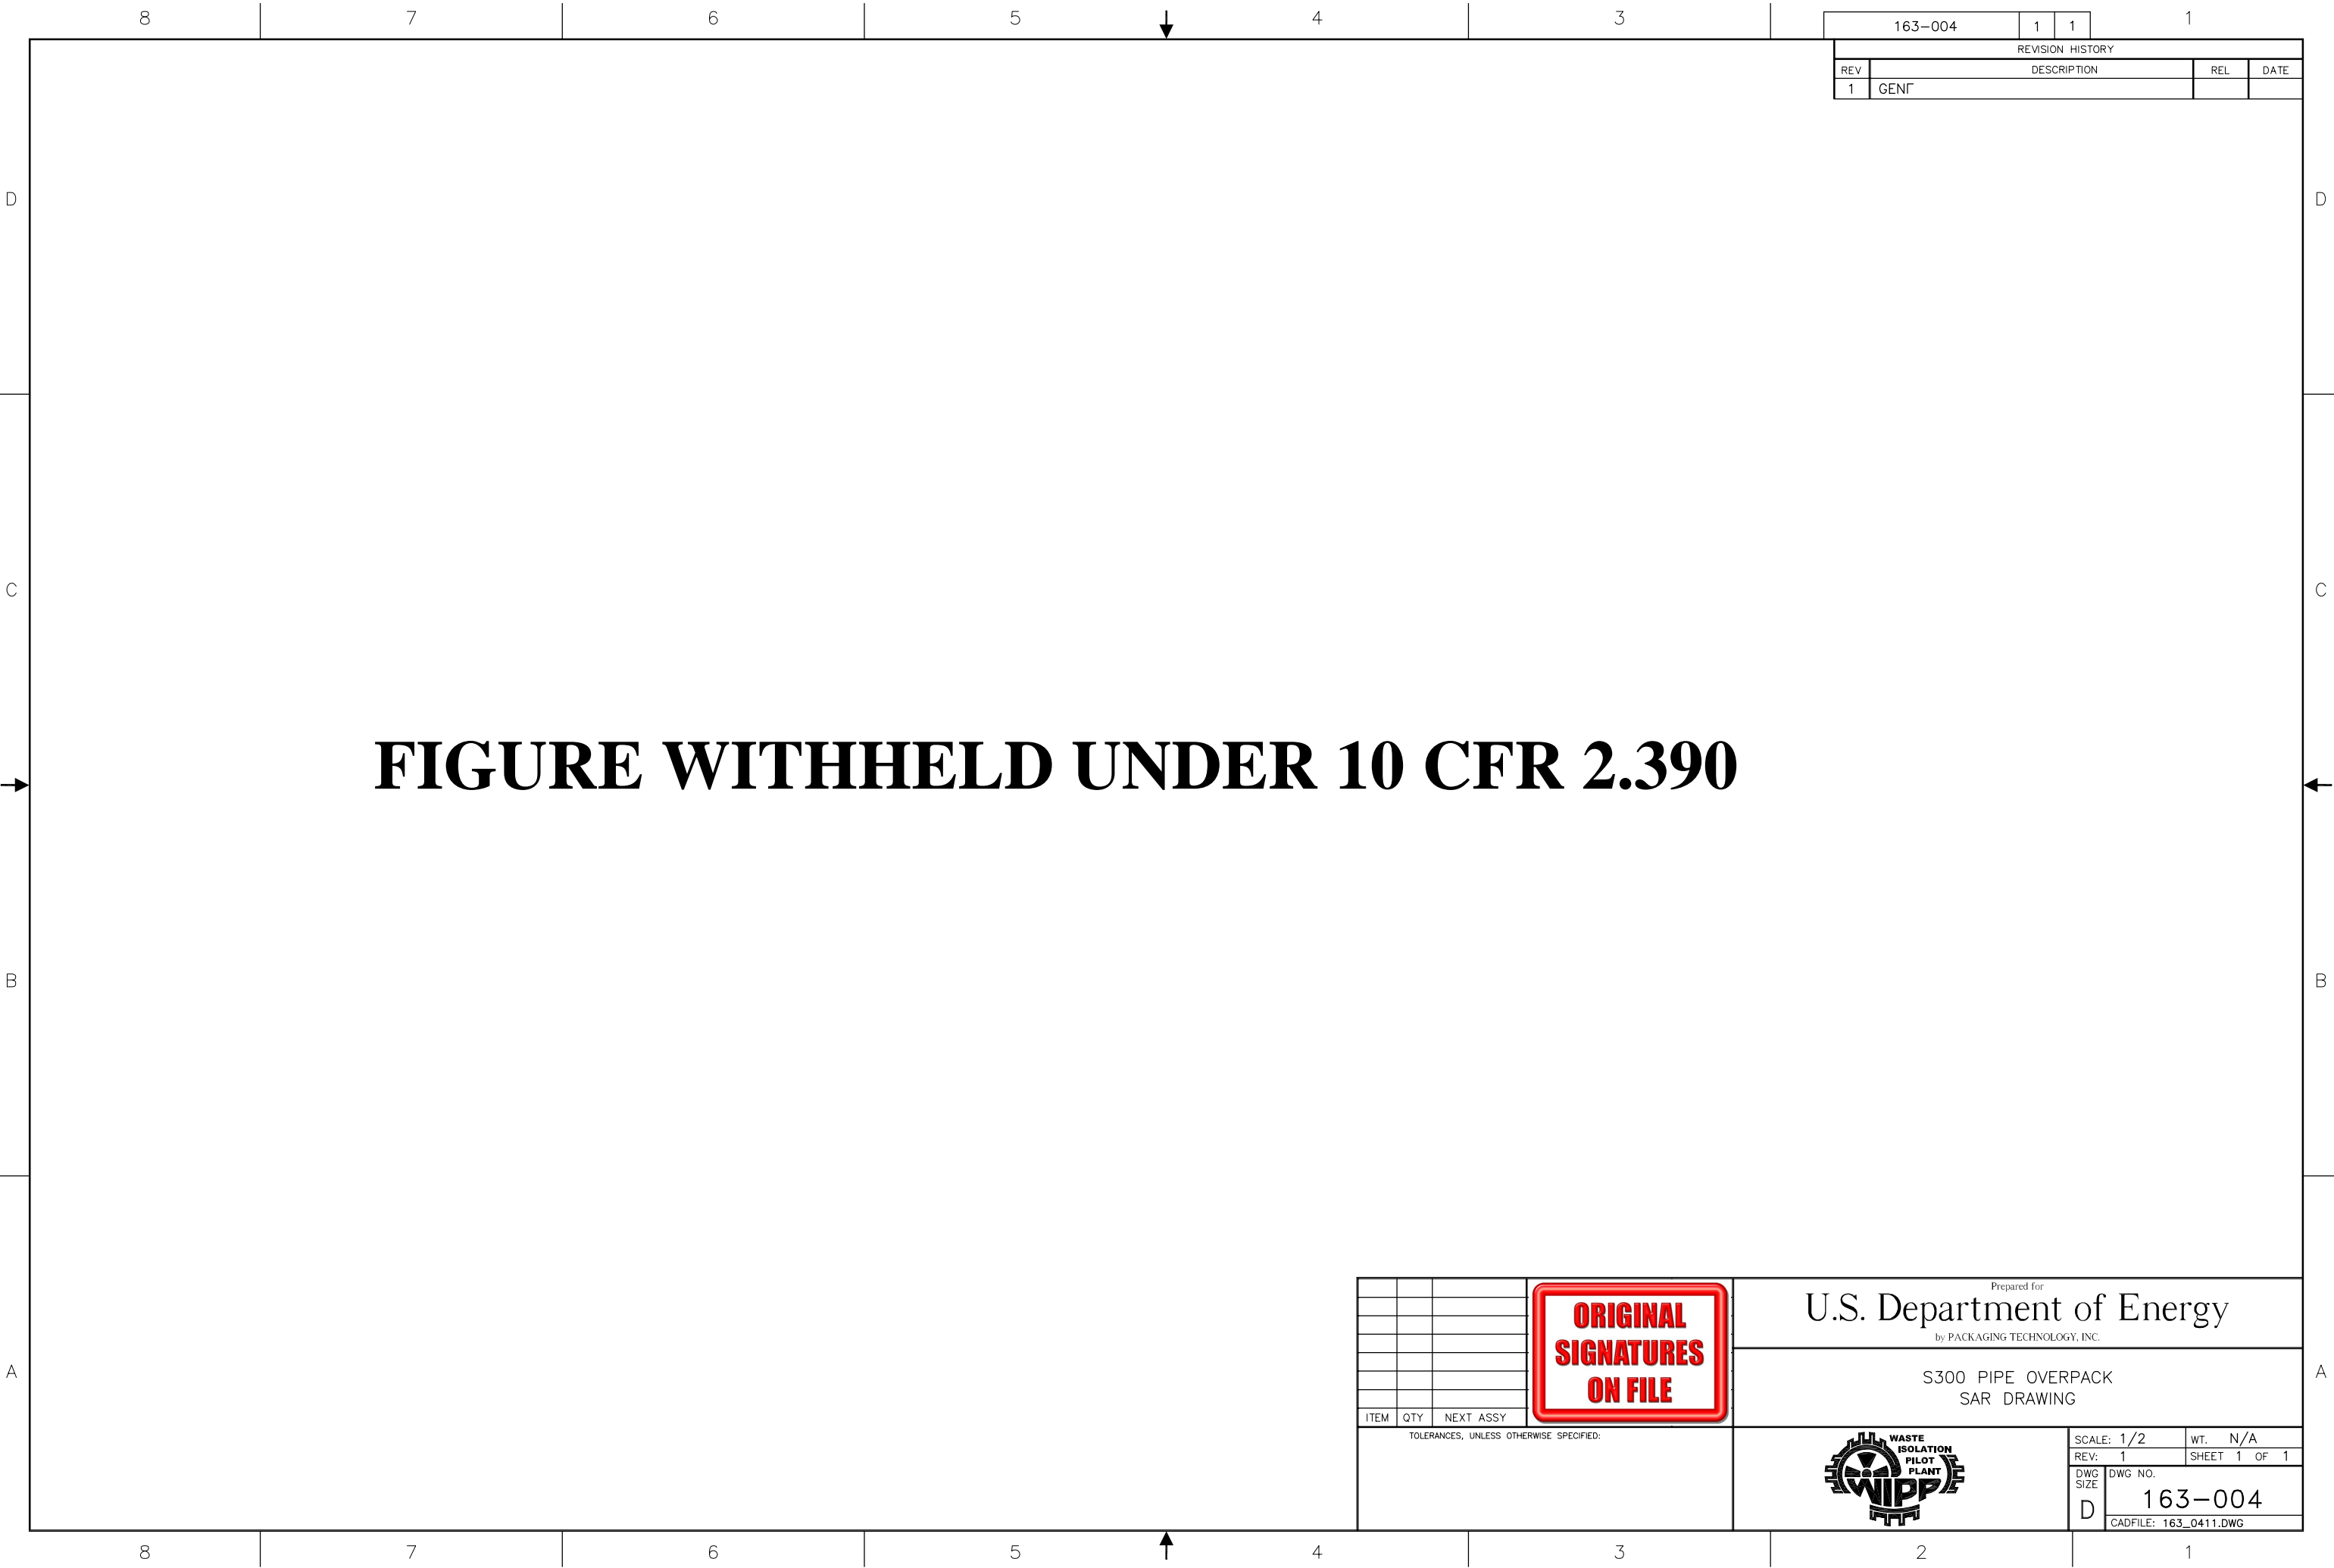 8 7 6 5 4 3 1
163-004 1 1
REVISION HISTORY
REV DESCRIPTION REL DATE
1
D D
C C
FIGURE WITHHELD UNDER 10 CFR 2.390
B B
A A
ORIGINAL
SIGNATURES
ON FILE
ITEM QTY NEXT ASSY
TOLERANCES, UNLESS OTHERWISE SPECIFIED:
Prepared for
U.S. Department of Energy
by PACKAGING TECHNOLOGY, INC.
S300 PIPE OVERPACK
SAR DRAWING
WASTE
ISOLATION
PILOT
PLANT
WIPP
SCALE: 1/2 WT. N/A
REV: 1 SHEET 1 OF 1
DWG SIZE D
DWG NO.
163-004
CADFILE: 163_0411.DWG
8 7 6 5 4 3 2 1